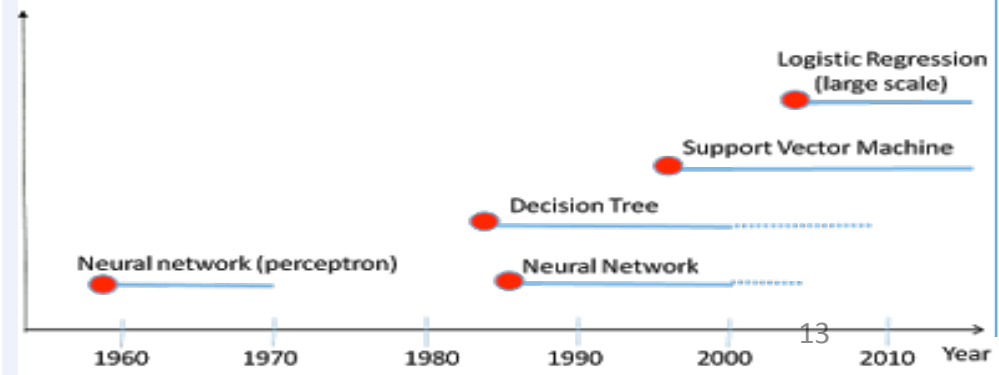 Logistic Regression
(large scale)
Support Vector Machine
Decision Tree
Neural network (perceptron)
Neural Network
13
1960 1970 1980 1990 2000 2010 Year